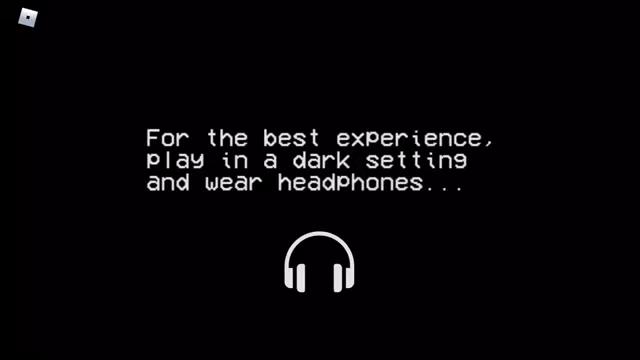 For the best experience,
play in a dark setting
and wear headphones...